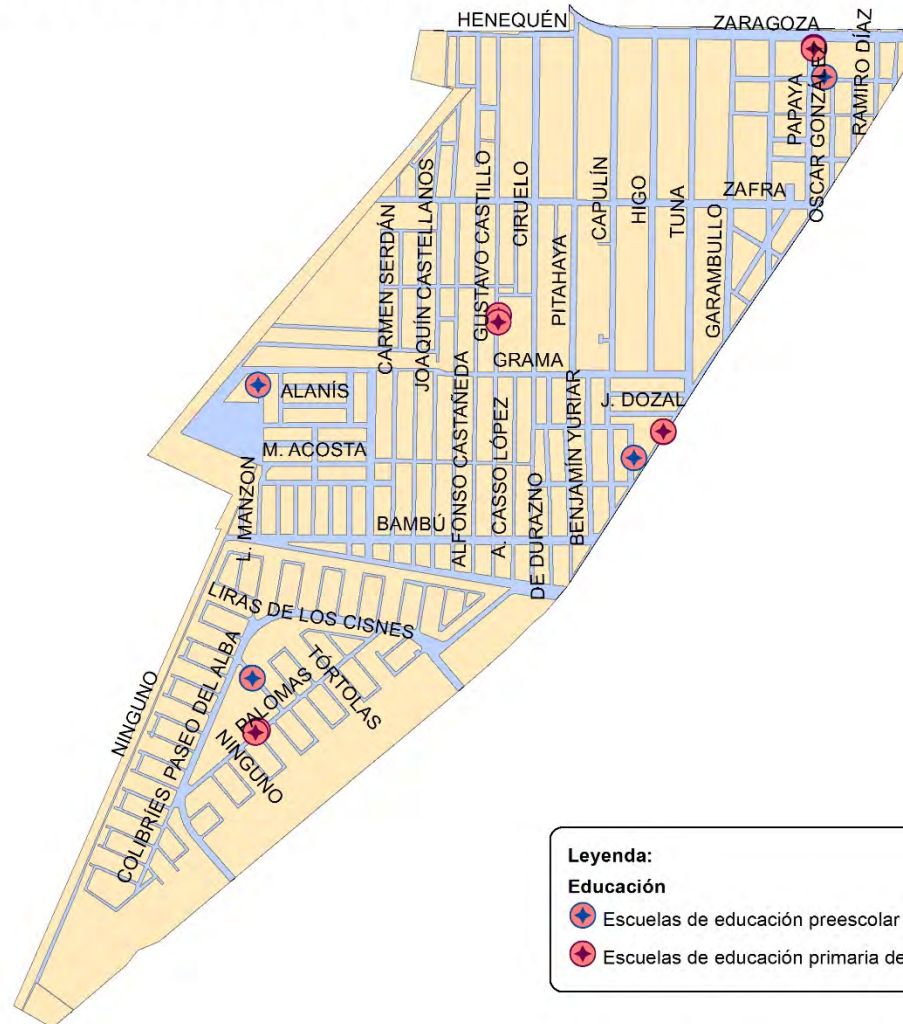 HENEQUÉN
ZARAGOZA
RAMIRO DÍAZ
PAPAYA
OSCAR GONZÁLEZ
ZAFRA
CARMEN SERDÁN
JOAQUÍN CASTELLANOS
GUSTAVO CASTILLO
CIRUELO
PITAHAYA
CAPULÍN
HIGO
TUNA
GARAMBULLO
GRAMA
ALANÍS
J. DOZAL
M. ACOSTA
ALFONSO CASTAÑEDA
A. CASSO LÓPEZ
DE DURAZNO
BENJAMÍN YURIAR
L. MANZON
BAMBÚ
LIRAS DE LOS CISNES
NINGUNO
COLIBRÍES
PASEO DEL ALBA
PALOMAS
TÓRTOLAS
NINGUNO
Leyenda:
Educación
Escuelas de educación preescolar
Escuelas de educación primaria de